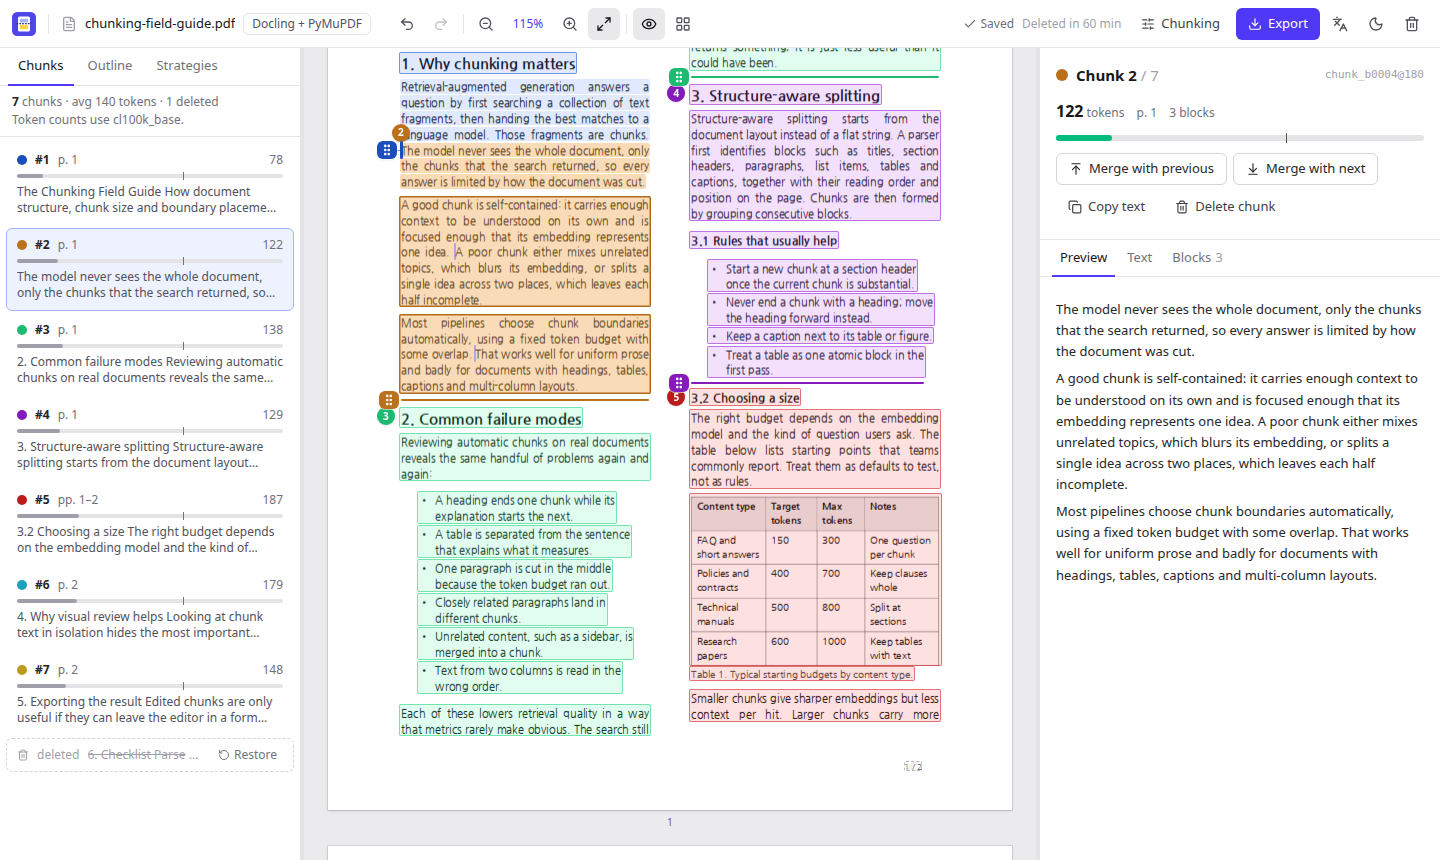 chunking-field-guide.pdf
Docling + PyMuPDF
115%
Saved
Deleted in 60 min
Chunking
Export
Chunks
Outline
Strategies
7 chunks · avg 140 tokens · 1 deleted
Token counts use cl100k_base.
#1 p. 1 78
The Chunking Field Guide How document
structure, chunk size and boundary placeme...
#2 p. 1 122
The model never sees the whole document,
only the chunks that the search returned, so...
#3 p. 1 138
2. Common failure modes Reviewing automatic
chunks on real documents reveals the same...
#4 p. 1 129
3. Structure-aware splitting Structure-aware
splitting starts from the document layout...
#5 pp. 1–2 187
3.2 Choosing a size The right budget depends
on the embedding model and the kind of...
#6 p. 2 179
4. Why visual review helps Looking at chunk
text in isolation hides the most important...
#7 p. 2 148
5. Exporting the result Edited chunks are only
useful if they can leave the editor in a form...
deleted 6. Checklist Parse ... Restore
1. Why chunking matters
Retrieval-augmented generation answers a
question by first searching a collection of text
fragments, then handing the best matches to a
language model. Those fragments are chunks.
2
The model never sees the whole document, only
the chunks that the search returned, so every
answer is limited by how the document was cut.
A good chunk is self-contained: it carries enough
context to be understood on its own and is
focused enough that its embedding represents
one idea. A poor chunk either mixes unrelated
topics, which blurs its embedding, or splits a
single idea across two places, which leaves each
half incomplete.
Most pipelines choose chunk boundaries
automatically, using a fixed token budget with
some overlap. That works well for uniform prose
and badly for documents with headings, tables,
captions and multi-column layouts.
3
2. Common failure modes
Reviewing automatic chunks on real documents
reveals the same handful of problems again and
again:
• A heading ends one chunk while its
explanation starts the next.
• A table is separated from the sentence
that explains what it measures.
• One paragraph is cut in the middle
because the token budget ran out.
• Closely related paragraphs land in
different chunks.
• Unrelated content, such as a sidebar, is
merged into a chunk.
• Text from two columns is read in the
wrong order.
Each of these lowers retrieval quality in a way
that metrics rarely make obvious. The search still
returns something; it is just less useful than it
could have been.
4
3. Structure-aware splitting
Structure-aware splitting starts from the
document layout instead of a flat string. A parser
first identifies blocks such as titles, section
headers, paragraphs, list items, tables and
captions, together with their reading order and
position on the page. Chunks are then formed
by grouping consecutive blocks.
3.1 Rules that usually help
• Start a new chunk at a section header
once the current chunk is substantial.
• Never end a chunk with a heading; move
the heading forward instead.
• Keep a caption next to its table or figure.
• Treat a table as one atomic block in the
first pass.
5
3.2 Choosing a size
The right budget depends on the embedding
model and the kind of question users ask. The
table below lists starting points that teams
commonly report. Treat them as defaults to test,
not as rules.
Content type Target tokens Max tokens Notes
FAQ and short answers 150 300 One question per chunk
Policies and contracts 400 700 Keep clauses whole
Technical manuals 500 800 Split at sections
Research papers 600 1000 Keep tables with text
Table 1. Typical starting budgets by content type.
Smaller chunks give sharper embeddings but less
context per hit. Larger chunks carry more
1
Chunk 2 / 7
chunk_b0004@180
122 tokens p. 1 3 blocks
Merge with previous
Merge with next
Copy text
Delete chunk
Preview
Text
Blocks 3
The model never sees the whole document, only the chunks
that the search returned, so every answer is limited by how
the document was cut.
A good chunk is self-contained: it carries enough context to
be understood on its own and is focused enough that its
embedding represents one idea. A poor chunk either mixes
unrelated topics, which blurs its embedding, or splits a
single idea across two places, which leaves each half
incomplete.
Most pipelines choose chunk boundaries automatically,
using a fixed token budget with some overlap. That works
well for uniform prose and badly for documents with
headings, tables, captions and multi-column layouts.